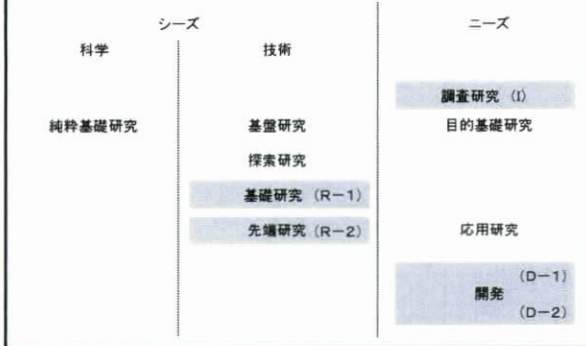 シーズ
ニーズ
科学
技術
調査研究 (I)
純粋基礎研究
基盤研究
目的基礎研究
探索研究
基礎研究 (R－1)
先端研究 (R－2)
応用研究
(D－1)
開発
(D－2)